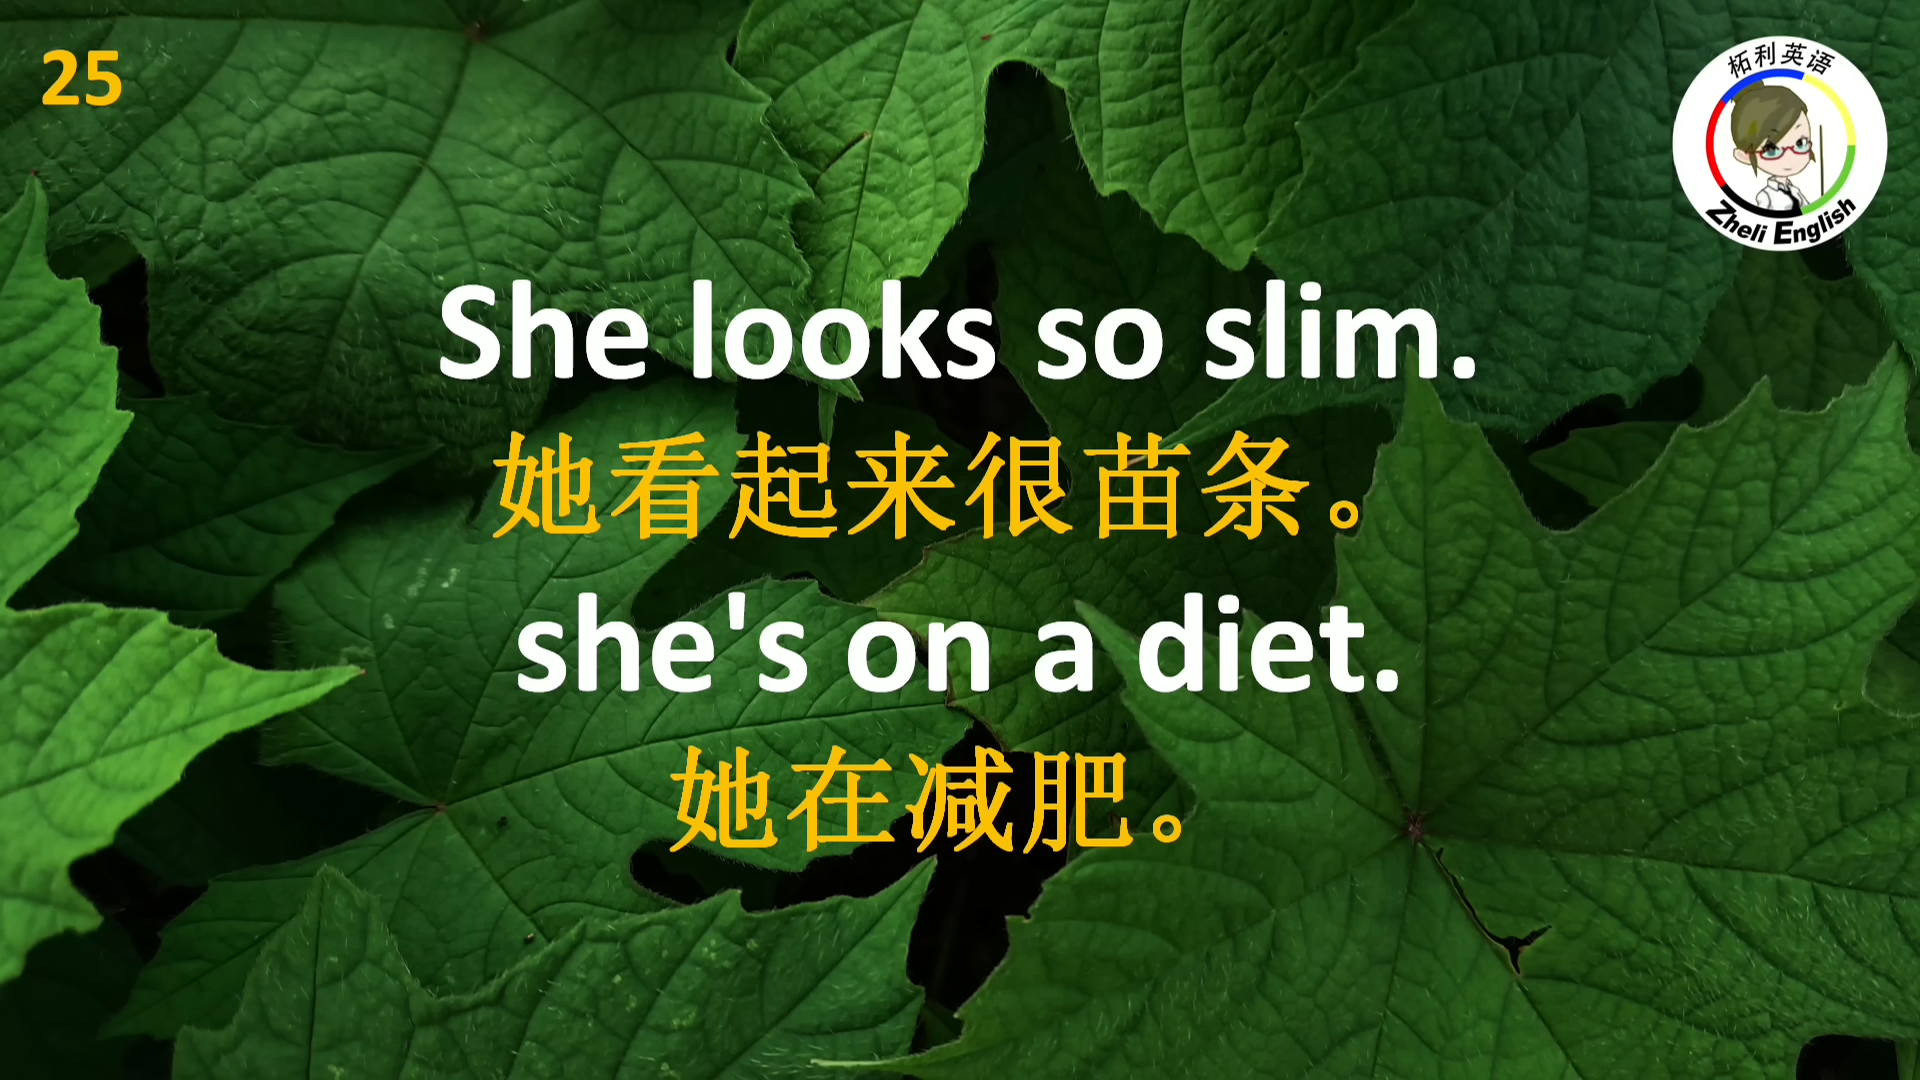 25
柘利英语
Zheli English
She looks so slim.
她看起来很苗条。
she's on a diet.
她在减肥。